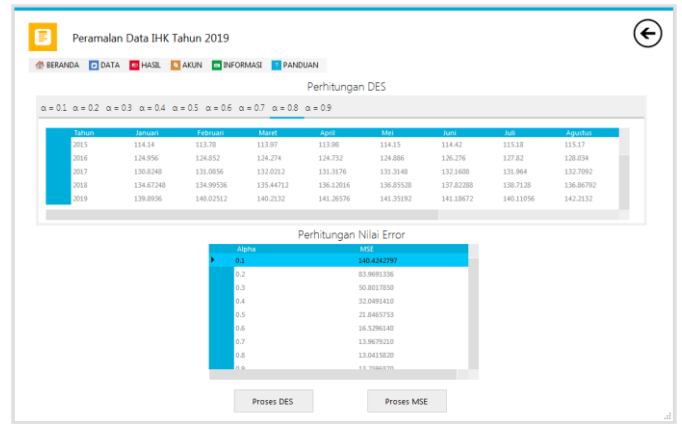 Peramalan Data IHK Tahun 2019
BERANDA DATA HASIL AKUN INFORMASI PANDUAN
Perhitungan DES
α = 0.1 α = 0.2 α = 0.3 α = 0.4 α = 0.5 α = 0.6 α = 0.7 α = 0.8 α = 0.9
Tahun Januari Februari Maret April Mei Juni Juli Agustus
2015 114.14 113.78 113.97 113.98 114.15 114.42 115.18 115.17
2016 124.956 124.852 124.274 124.732 124.886 126.276 127.82 128.034
2017 130.8248 131.0856 132.0212 131.3176 131.3148 132.1608 131.964 132.7092
2018 134.67248 134.99536 135.44712 136.12016 136.85528 137.82288 138.7128 136.86792
2019 139.8936 140.02512 140.2132 141.26576 141.35192 141.18672 140.11056 142.2132
Perhitungan Nilai Error
Alpha MSE
0.1 140.4242797
0.2 83.9691336
0.3 50.8017850
0.4 32.0491410
0.5 21.8465753
0.6 16.5296140
0.7 13.9679210
0.8 13.0415820
0.9
Proses DES Proses MSE